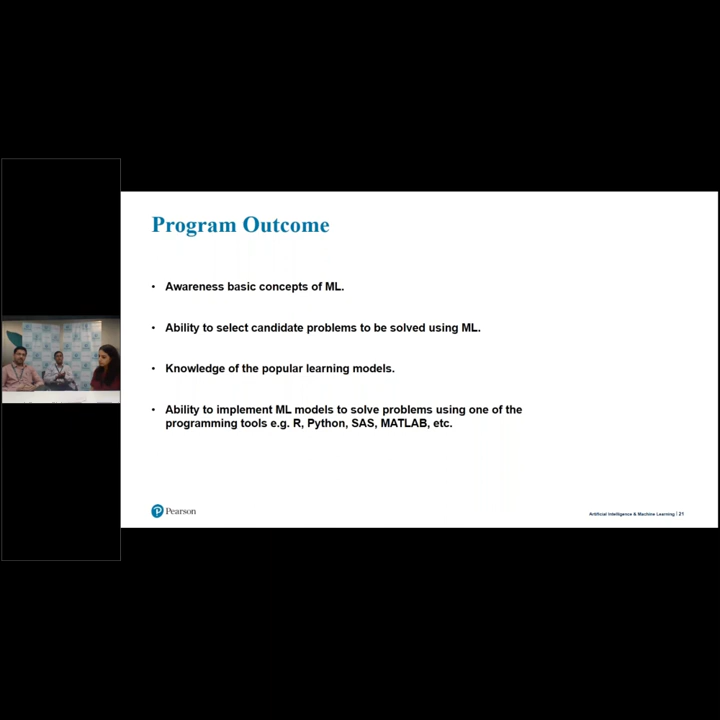 Program Outcome
• Awareness basic concepts of ML.
• Ability to select candidate problems to be solved using ML.
• Knowledge of the popular learning models.
• Ability to implement ML models to solve problems using one of the
programming tools e.g. R, Python, SAS, MATLAB, etc.
Pearson
Artificial Intelligence & Machine Learning | 21